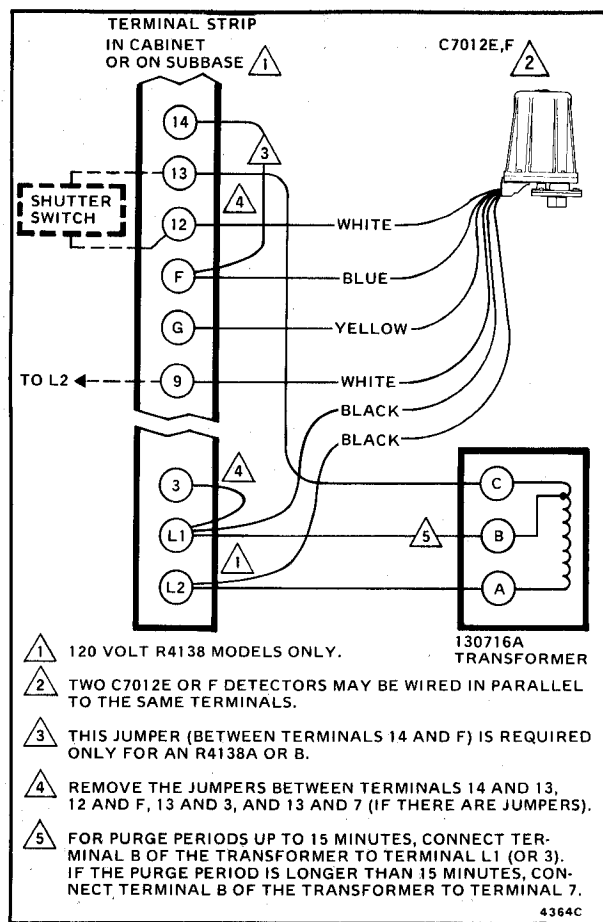 TERMINAL STRIP
IN CABINET
OR ON SUBBASE 1
C7012E,F 2
14
3
13
SHUTTER
SWITCH
4
12
WHITE
F
BLUE
G
YELLOW
TO L2
9
WHITE
BLACK
BLACK
3
4
C
L1
5
B
1
L2
A
130716A
TRANSFORMER
1 120 VOLT R4138 MODELS ONLY.
2 TWO C7012E OR F DETECTORS MAY BE WIRED IN PARALLEL
TO THE SAME TERMINALS.
3 THIS JUMPER (BETWEEN TERMINALS 14 AND F) IS REQUIRED
ONLY FOR AN R4138A OR B.
4 REMOVE THE JUMPERS BETWEEN TERMINALS 14 AND 13,
12 AND F, 13 AND 3, AND 13 AND 7 (IF THERE ARE JUMPERS).
5 FOR PURGE PERIODS UP TO 15 MINUTES, CONNECT TER-
MINAL B OF THE TRANSFORMER TO TERMINAL L1 (OR 3).
IF THE PURGE PERIOD IS LONGER THAN 15 MINUTES, CON-
NECT TERMINAL B OF THE TRANSFORMER TO TERMINAL 7.
4364C